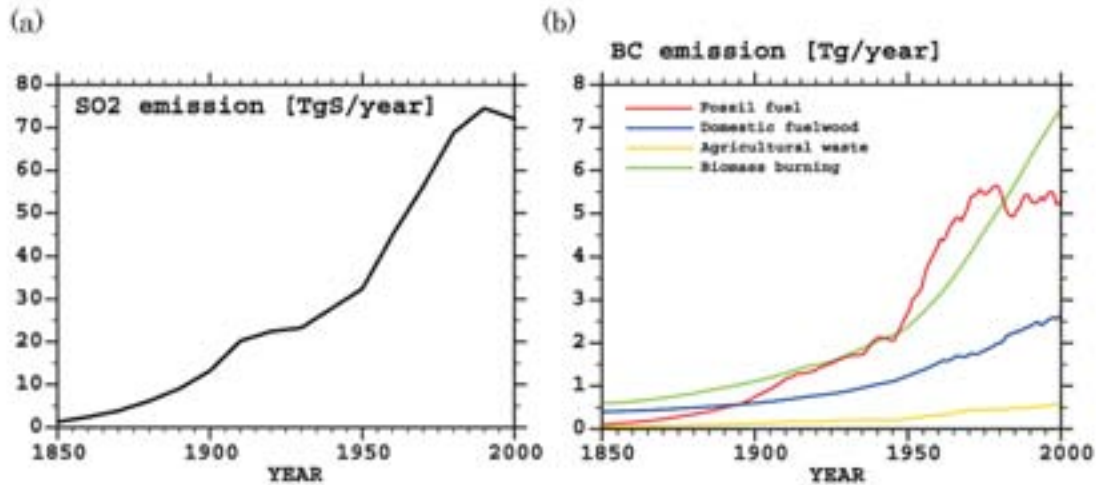 (a)
SO2 emission [TgS/year]
80
70
60
50
40
30
20
10
0
1850 1900 1950 2000
YEAR
(b)
BC emission [Tg/year]
8
7
6
5
4
3
2
1
0
Fossil fuel
Domestic fuelwood
Agricultural waste
Biomass burning
1850 1900 1950 2000
YEAR